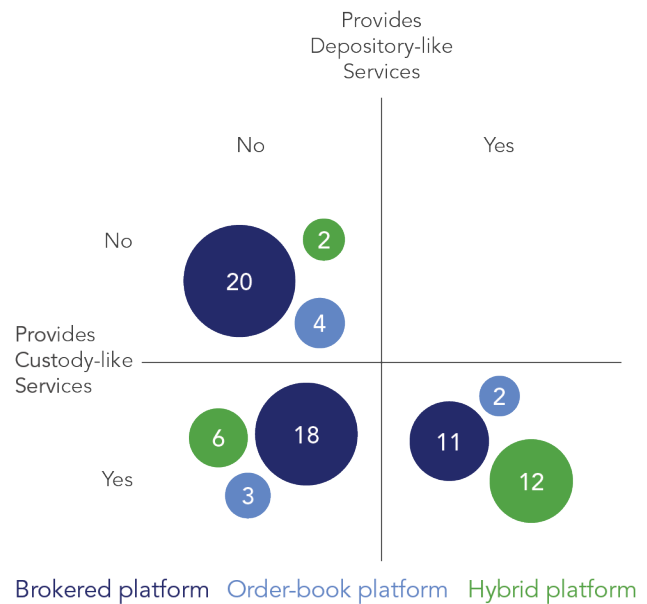 Provides
Depository-like
Services
No
Yes
No
2
20
4
Provides
Custody-like
Services
2
6
18
11
12
3
Yes
Brokered platform Order-book platform Hybrid platform